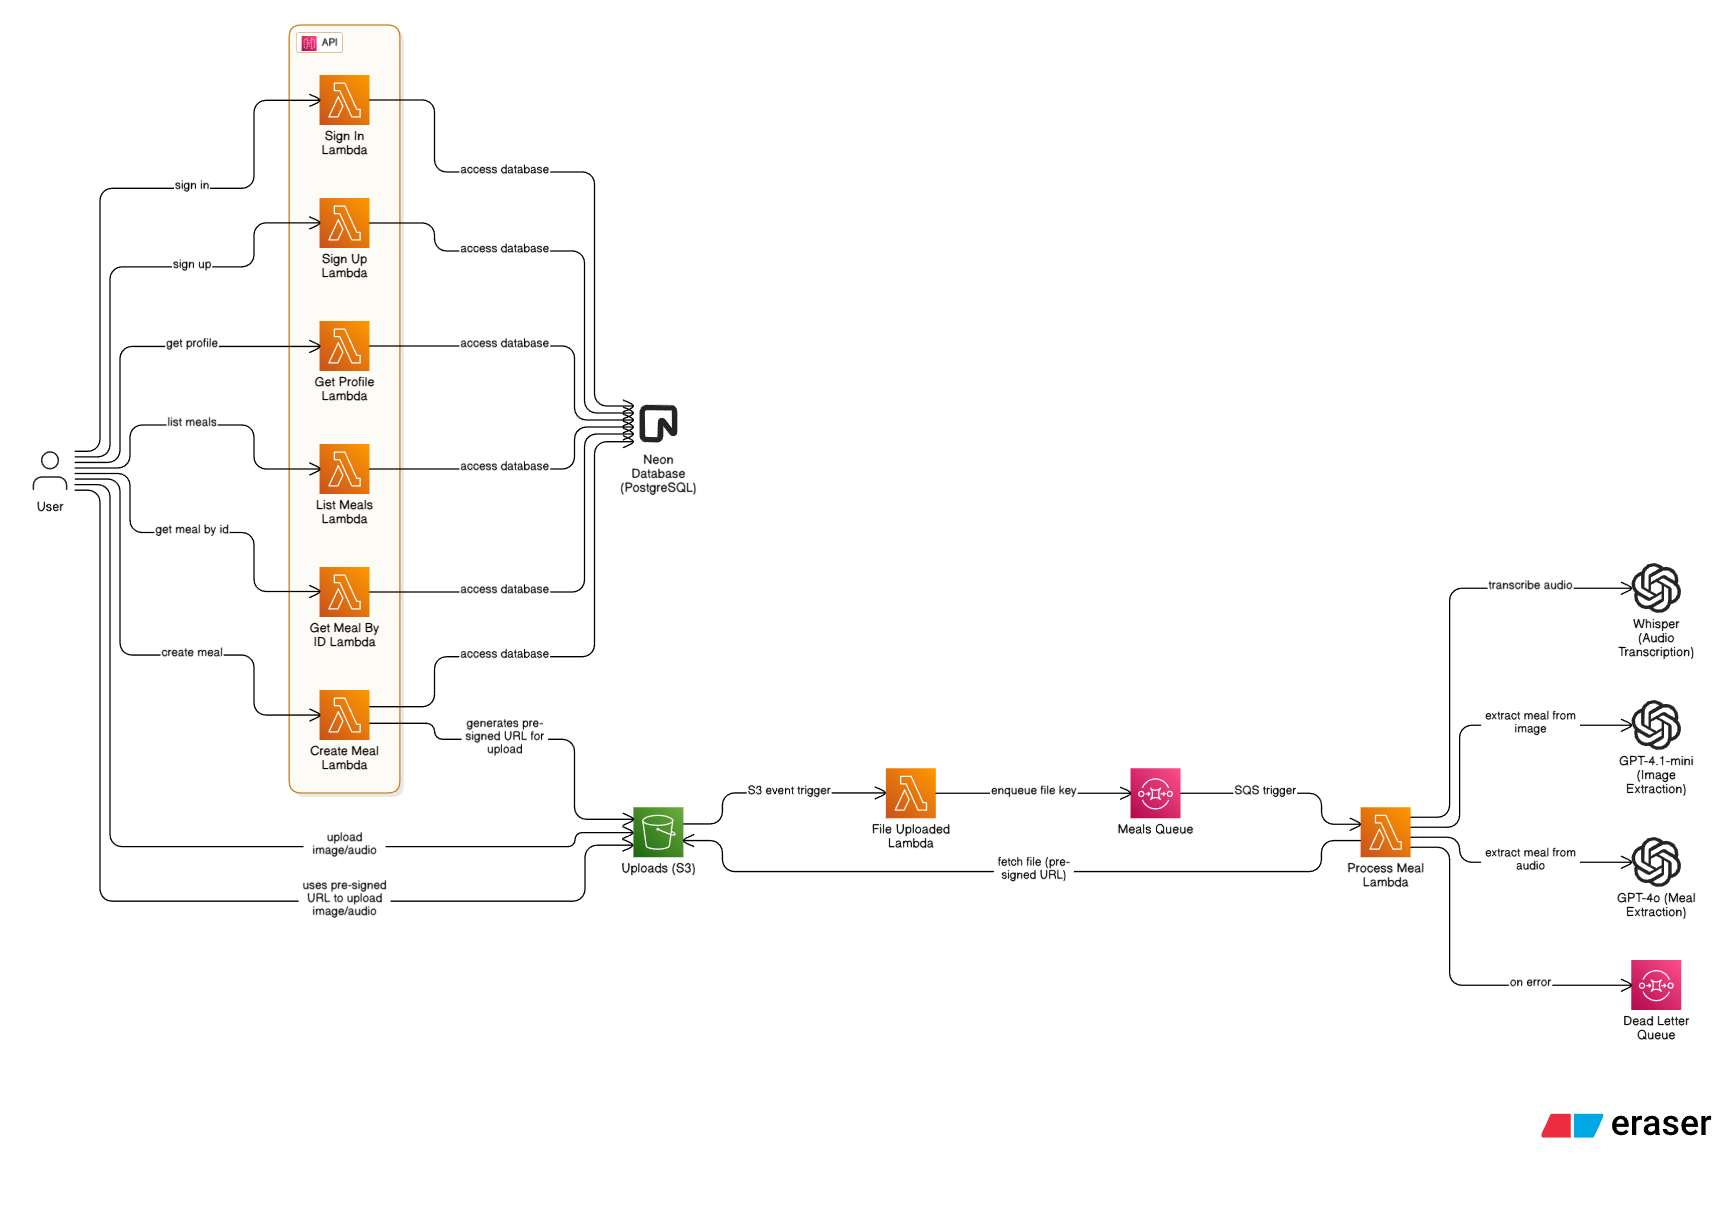 API
Sign In
Lambda
sign in
access database
Sign Up
Lambda
sign up
access database
get profile
access database
Get Profile
Lambda
list meals
access database
List Meals
Lambda
Neon
Database
(PostgreSQL)
User
get meal by id
access database
Get Meal By
ID Lambda
create meal
access database
Create Meal
Lambda
generates pre-
signed URL for
upload
upload
image/audio
uses pre-signed
URL to upload
image/audio
Uploads (S3)
S3 event trigger
File Uploaded
Lambda
enqueue file key
Meals Queue
SQS trigger
fetch file (pre-
signed URL)
Process Meal
Lambda
transcribe audio
Whisper
(Audio
Transcription)
extract meal from
image
GPT-4.1-mini
(Image
Extraction)
extract meal from
audio
GPT-4o (Meal
Extraction)
on error
Dead Letter
Queue
eraser